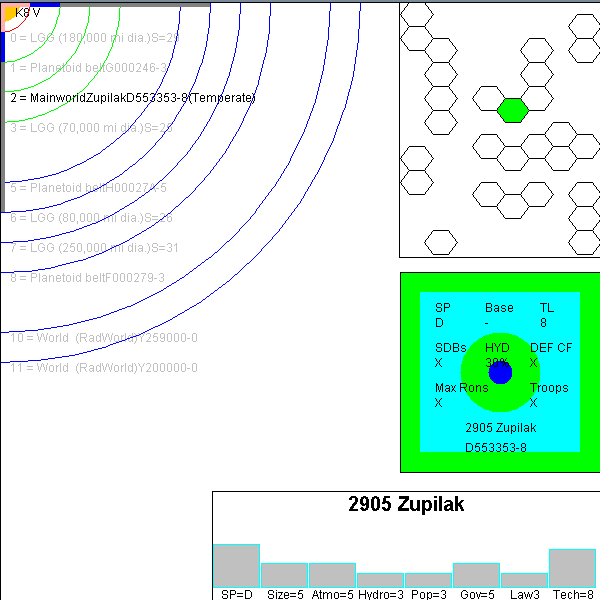 K8 V
0 = LGG (180,000 mi dia.)S=29
1 = Planetoid beltG000246-3
2 = MainworldZupilakD553353-8(Temperate)
3 = LGG (70,000 mi dia.)S=25
5 = Planetoid beltH00027A-5
6 = LGG (80,000 mi dia.)S=26
7 = LGG (250,000 mi dia.)S=31
8 = Planetoid beltF000279-3
10 = World (RadWorld)Y259000-0
11 = World (RadWorld)Y200000-0
SP Base TL
D - 8
SDBs HYD DEF CF
X 30% X
Max Rons Troops
X X
2905 Zupilak
D553353-8
2905 Zupilak
SP=D Size=5 Atmo=5 Hydro=3 Pop=3 Gov=5 Law3 Tech=8